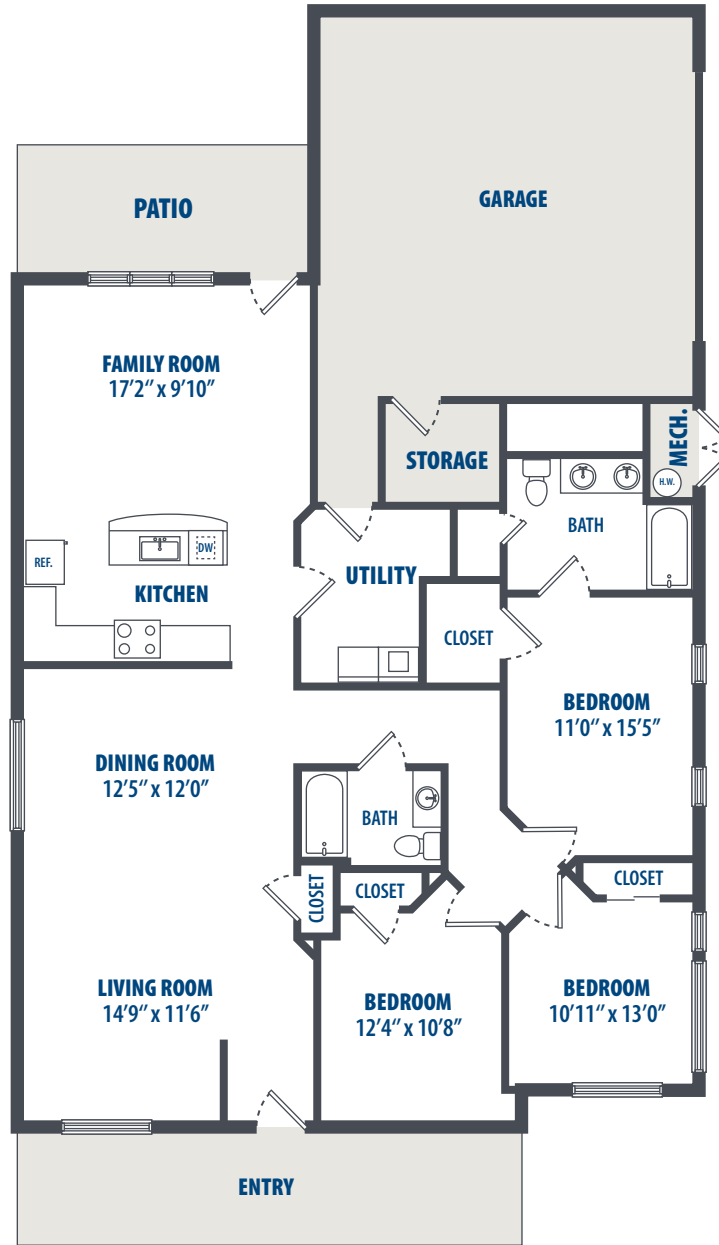 GARAGE
PATIO
FAMILY ROOM
17'2" x 9'10"
MECH.
STORAGE
H.W.
BATH
REF.
DW
KITCHEN
UTILITY
CLOSET
BEDROOM
11'0" x 15'5"
DINING ROOM
12'5" x 12'0"
BATH
CLOSET
CLOSET
CLOSET
LIVING ROOM
14'9" x 11'6"
BEDROOM
12'4" x 10'8"
BEDROOM
10'11" x 13'0"
ENTRY